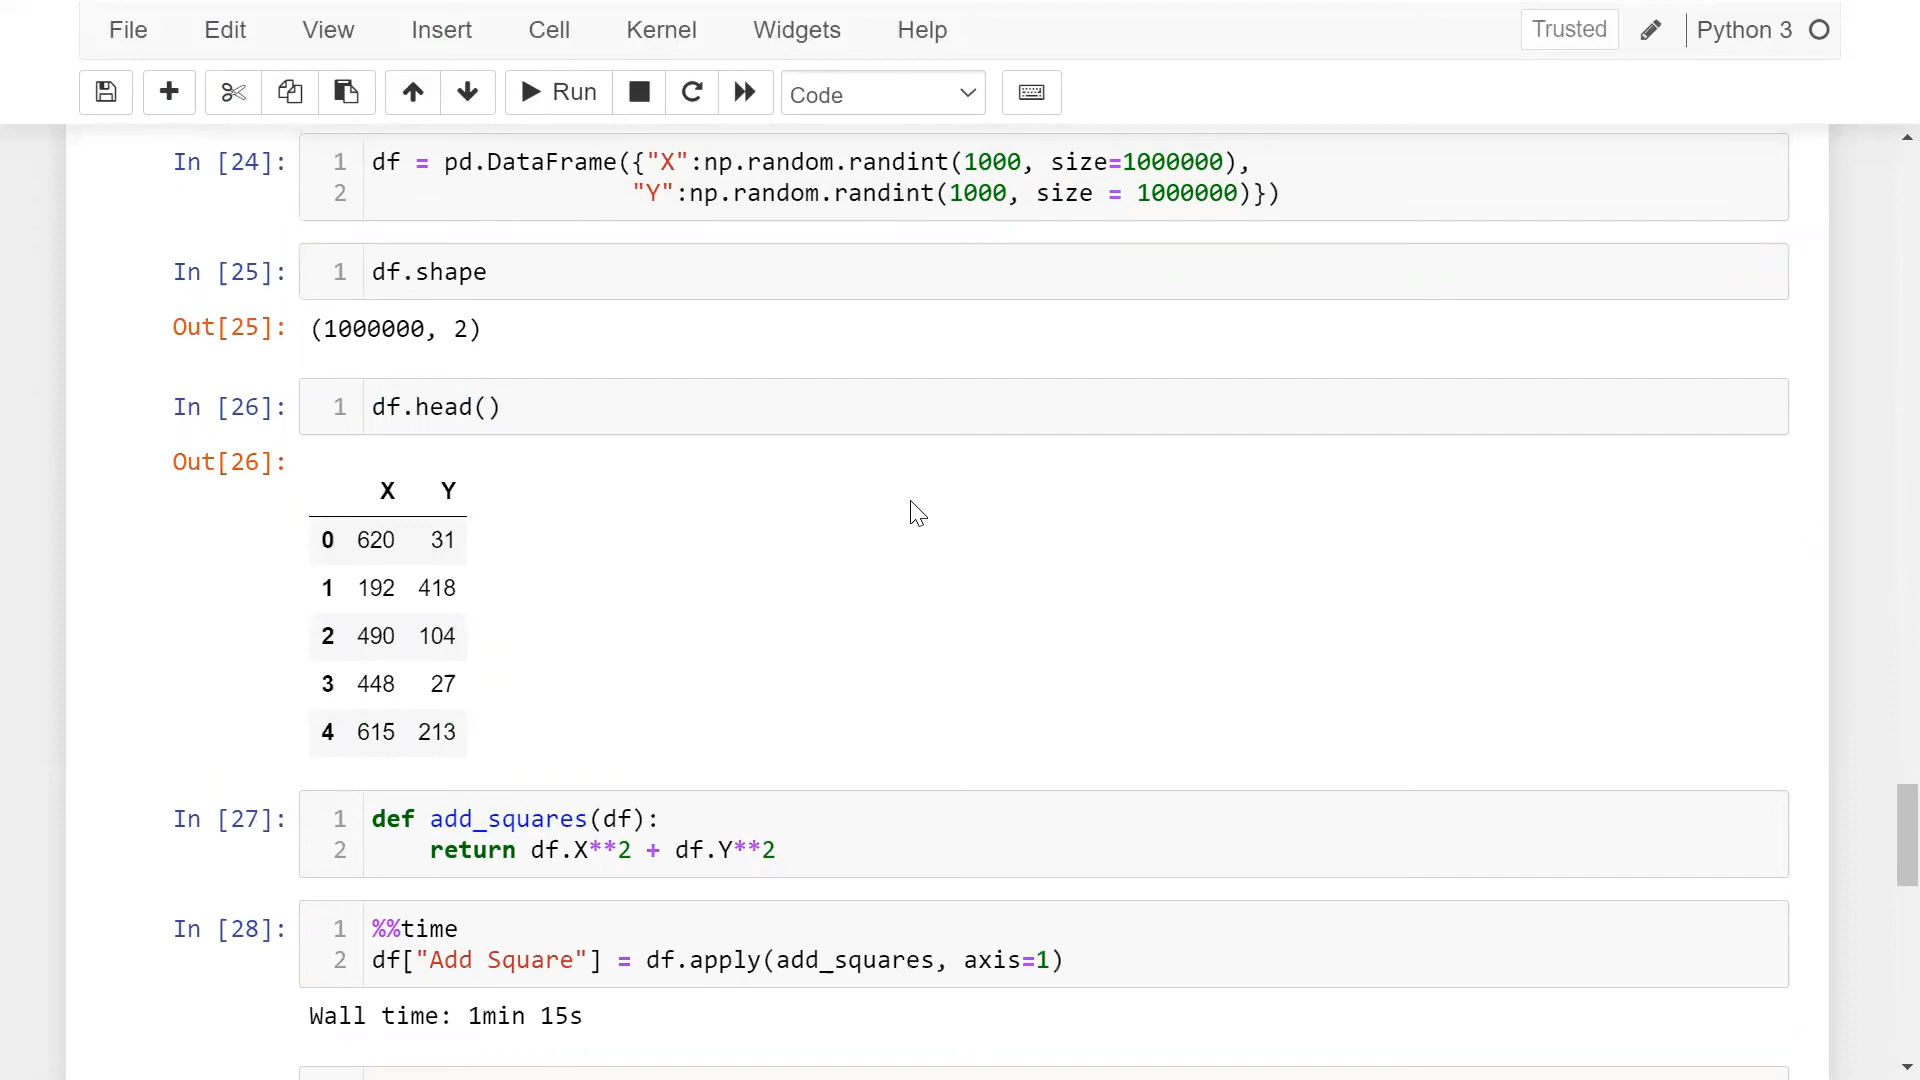 File Edit View Insert Cell Kernel Widgets Help Trusted Python 3
Run Code
In [24]: 1 df = pd.DataFrame({"X":np.random.randint(1000, size=1000000),
2 "Y":np.random.randint(1000, size = 1000000)})
In [25]: 1 df.shape
Out[25]: (1000000, 2)
In [26]: 1 df.head()
Out[26]:
X Y
0 620 31
1 192 418
2 490 104
3 448 27
4 615 213
In [27]: 1 def add_squares(df):
2 return df.X**2 + df.Y**2
In [28]: 1 %%time
2 df["Add Square"] = df.apply(add_squares, axis=1)
Wall time: 1min 15s